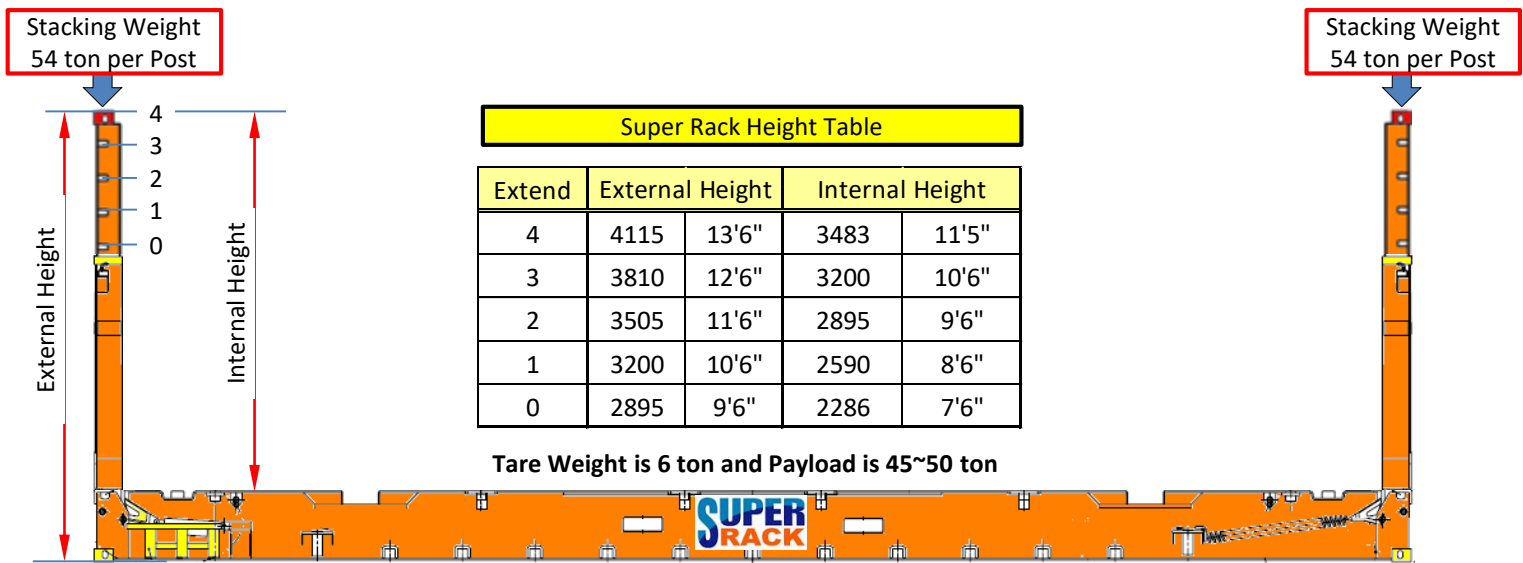 Stacking Weight
54 ton per Post
Stacking Weight
54 ton per Post
4
3
2
1
0
External Height
Internal Height
Super Rack Height Table
Extend External Height Internal Height
4 4115 13'6" 3483 11'5"
3 3810 12'6" 3200 10'6"
2 3505 11'6" 2895 9'6"
1 3200 10'6" 2590 8'6"
0 2895 9'6" 2286 7'6"
Tare Weight is 6 ton and Payload is 45~50 ton
SUPER
RACK